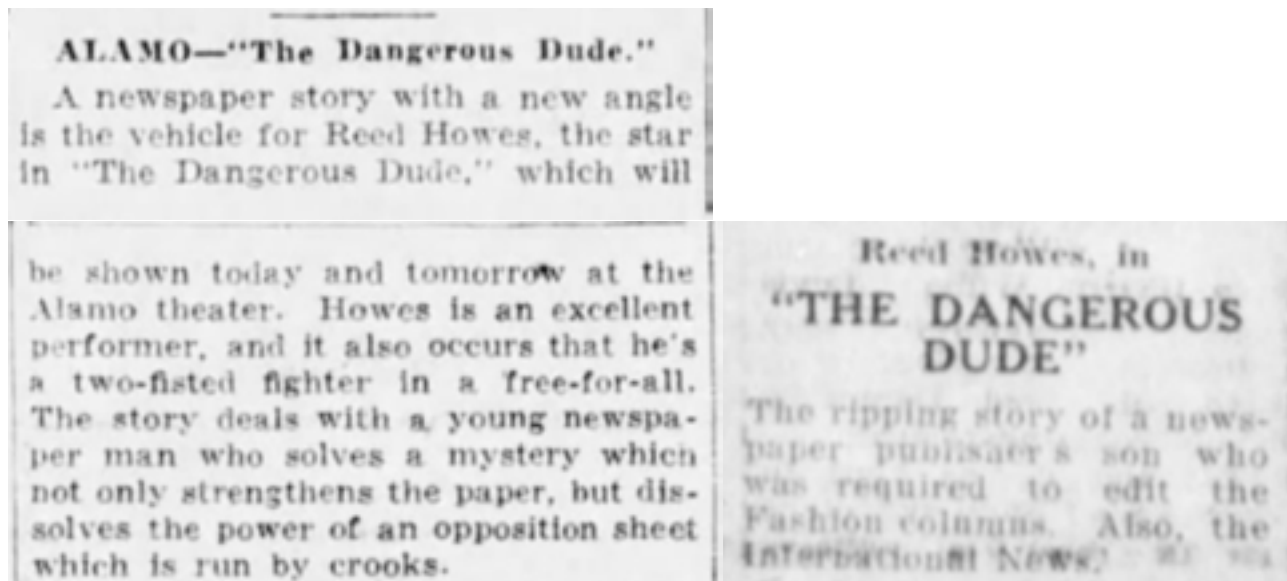 ALAMO—"The Dangerous Dude."
A newspaper story with a new angle
is the vehicle for Reed Howes, the star
in "The Dangerous Dude," which will
be shown today and tomorrow at the
Alamo theater. Howes is an excellent
performer, and it also occurs that he's
a two-fisted fighter in a free-for-all.
The story deals with a young newspa-
per man who solves a mystery which
not only strengthens the paper, but dis-
solves the power of an opposition sheet
which is run by crooks.
Reed Howes, in
"THE DANGEROUS
DUDE"
The ripping story of a news-
paper publisher's son who
was required to edit the
Fashion columns. Also, the
International News.